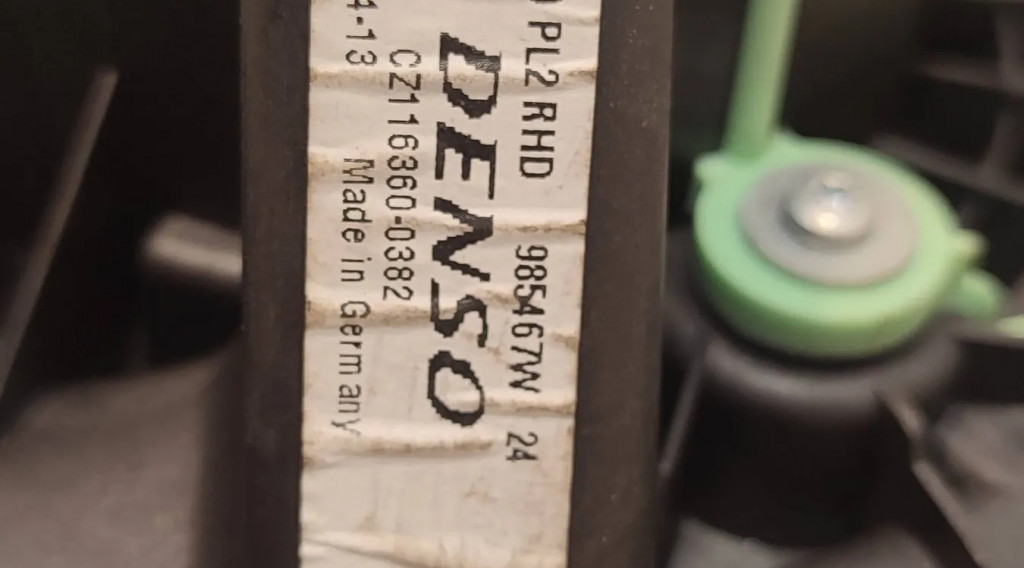 PL2 RHD 985467W 24
DENSO
CZ116360-0382
4-13 Made in Germany